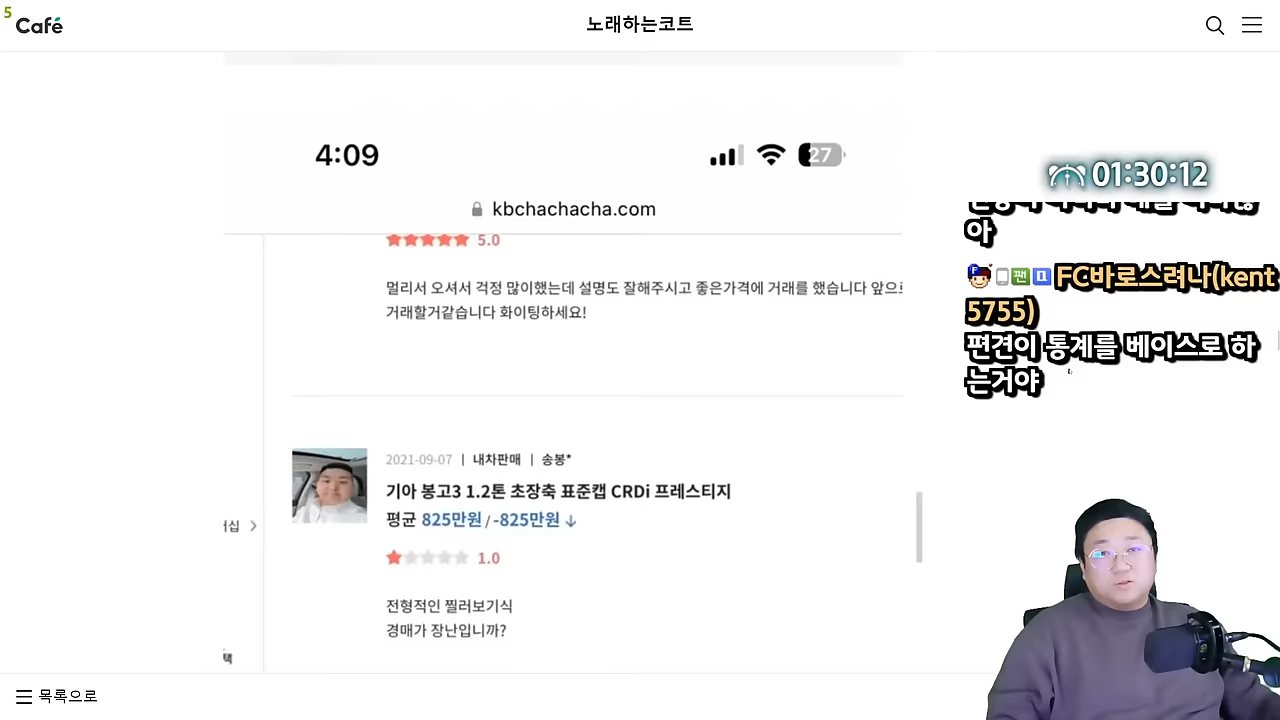 5
Café
노래하는코트
4:09
27
kbchachacha.com
5.0
01:30:12
멀리서 오셔서 걱정 많이했는데 설명도 잘해주시고 좋은가격에 거래를 했습니다
거래할거같습니다 화이팅하세요!
아
팬
FC바로스려나(kent
5755)
편견이 통계를 베이스로 하
는거야
2021-09-07 | 내차판매 | 송봉*
기아 봉고3 1.2톤 초장축 표준캡 CRDi 프레스티지
평균 825만원 / -825만원 ↓
1.0
전형적인 찔러보기식
경매가 장난입니까?
목록으로